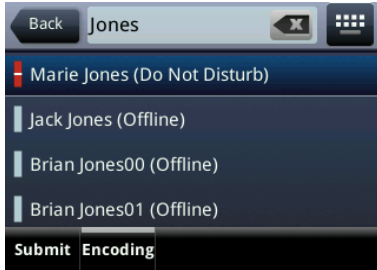 Back Jones
Marie Jones (Do Not Disturb)
Jack Jones (Offline)
Brian Jones00 (Offline)
Brian Jones01 (Offline)
Submit Encoding